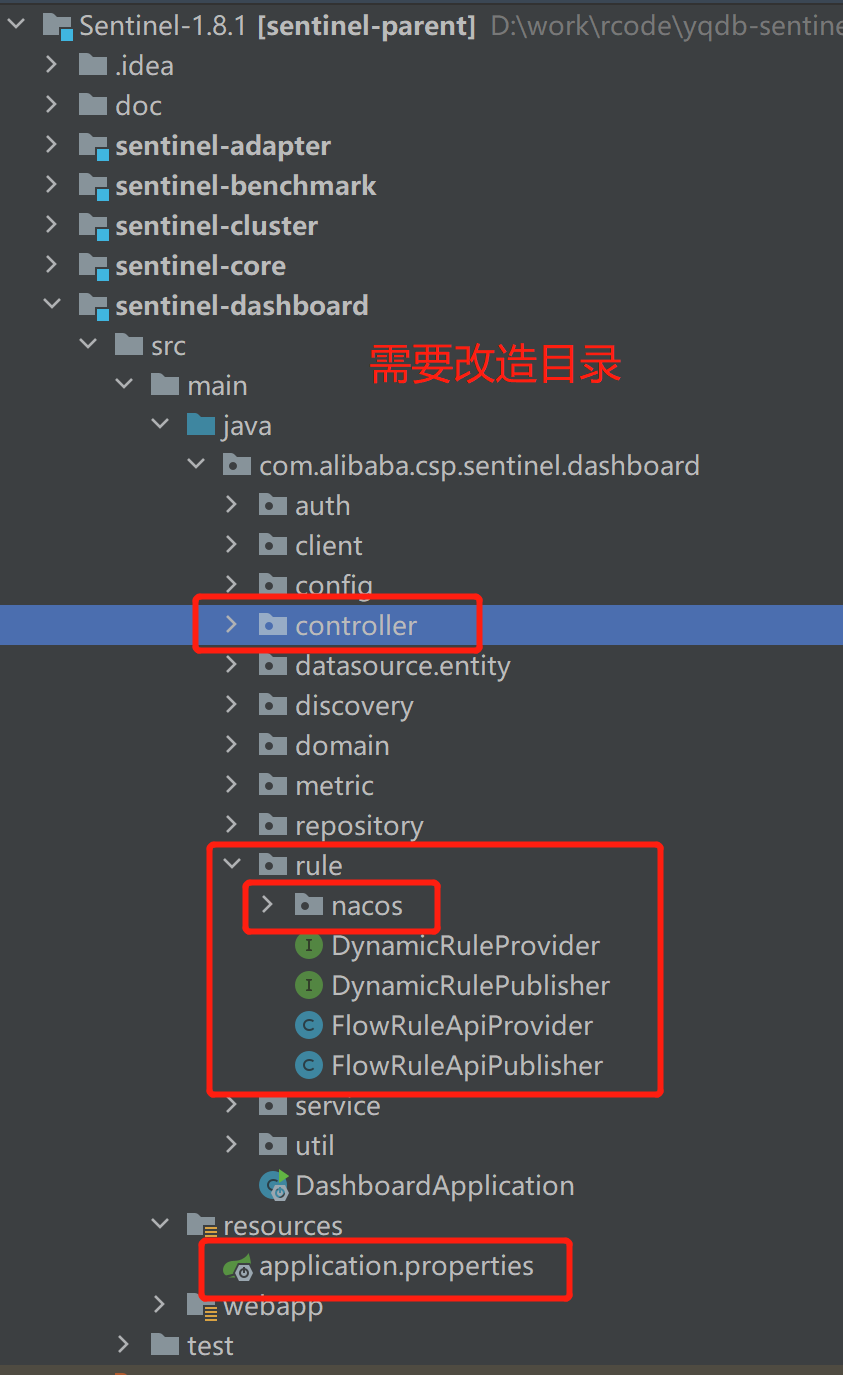 Sentinel-1.8.1 [sentinel-parent] D:\work\rcode\yqdb-sentine
.idea
doc
sentinel-adapter
sentinel-benchmark
sentinel-cluster
sentinel-core
sentinel-dashboard
src
需要改造目录
main
java
com.alibaba.csp.sentinel.dashboard
auth
client
config
controller
datasource.entity
discovery
domain
metric
repository
rule
nacos
I DynamicRuleProvider
I DynamicRulePublisher
C FlowRuleApiProvider
C FlowRuleApiPublisher
service
util
DashboardApplication
resources
application.properties
webapp
test